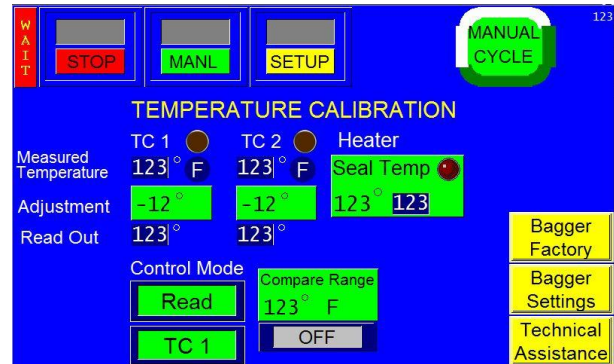 WAIT
STOP
MANL
SETUP
MANUAL
CYCLE
123
TEMPERATURE CALIBRATION
TC 1
TC 2
Heater
Measured
Temperature
123° F
123° F
Seal Temp
123° 123
Adjustment
-12°
-12°
Read Out
123°
123°
Control Mode
Read
TC 1
Compare Range
123° F
OFF
Bagger
Factory
Bagger
Settings
Technical
Assistance